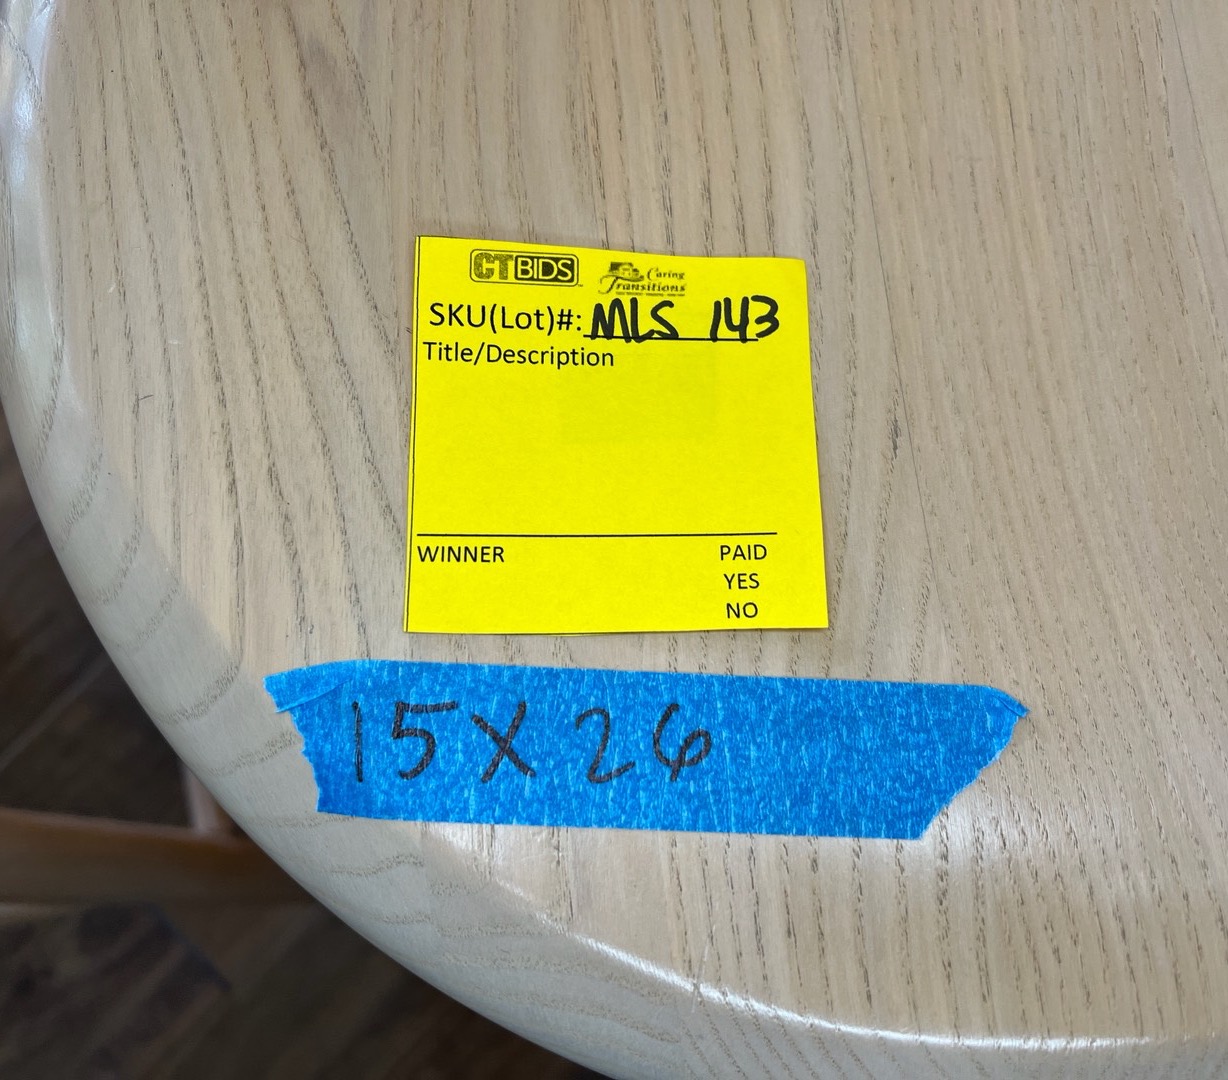 CTBIDS
Caring
Transitions
SKU(Lot)#: MLS 143
Title/Description
WINNER
PAID
YES
NO
15 X 26